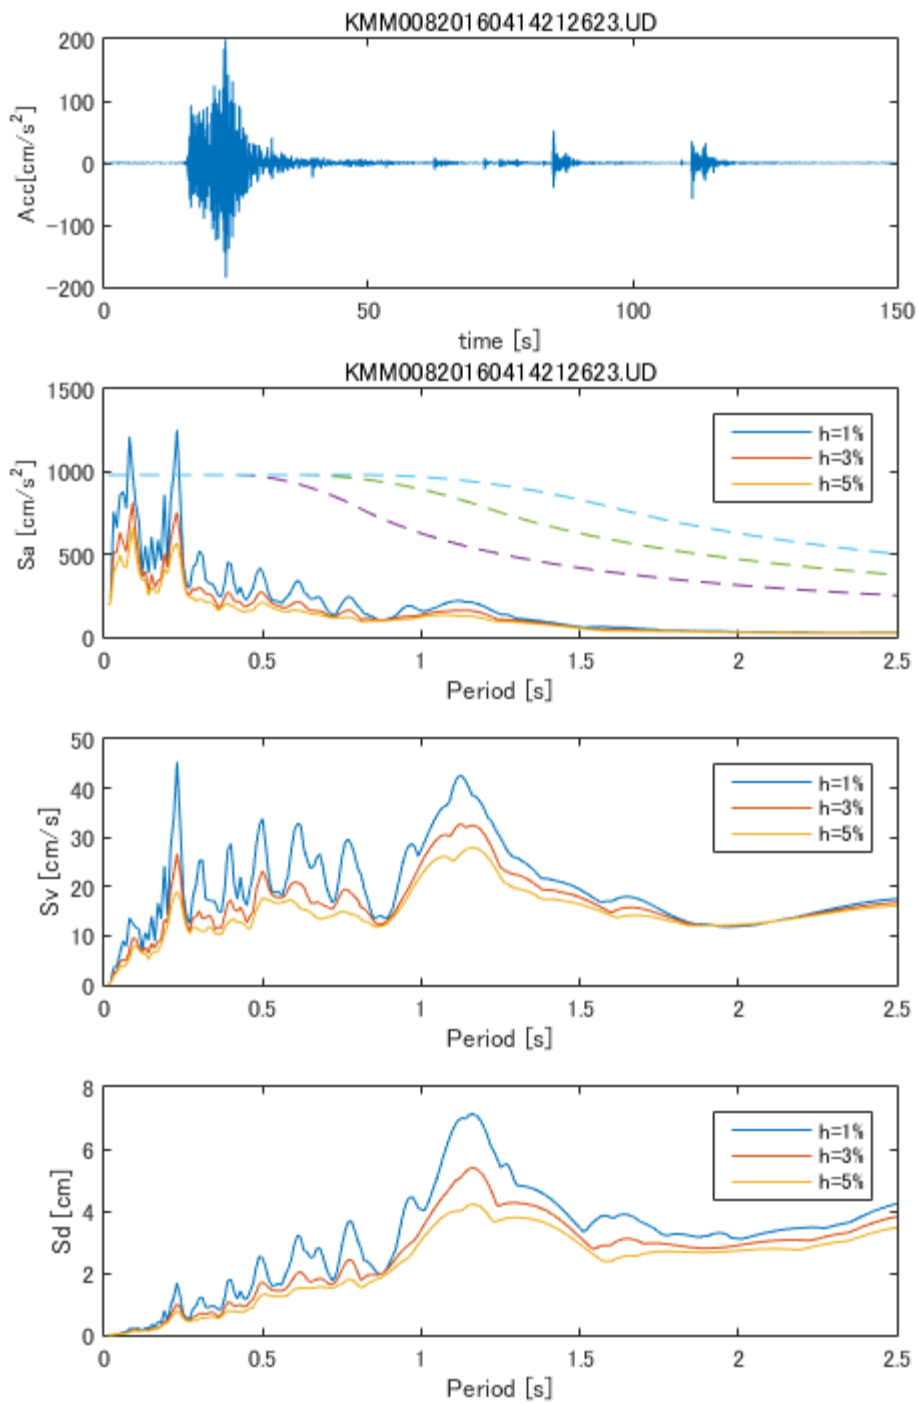 KMM00820160414212623.UD
Acc[cm/s²]
200
100
0
−100
−200
0 50 100 150
time [s]
KMM00820160414212623.UD
Sa [cm/s²]
1500
1000
500
0
h=1%
h=3%
h=5%
0 0.5 1 1.5 2 2.5
Period [s]
Sv [cm/s]
50
40
30
20
10
0
h=1%
h=3%
h=5%
0 0.5 1 1.5 2 2.5
Period [s]
Sd [cm]
8
6
4
2
0
h=1%
h=3%
h=5%
0 0.5 1 1.5 2 2.5
Period [s]